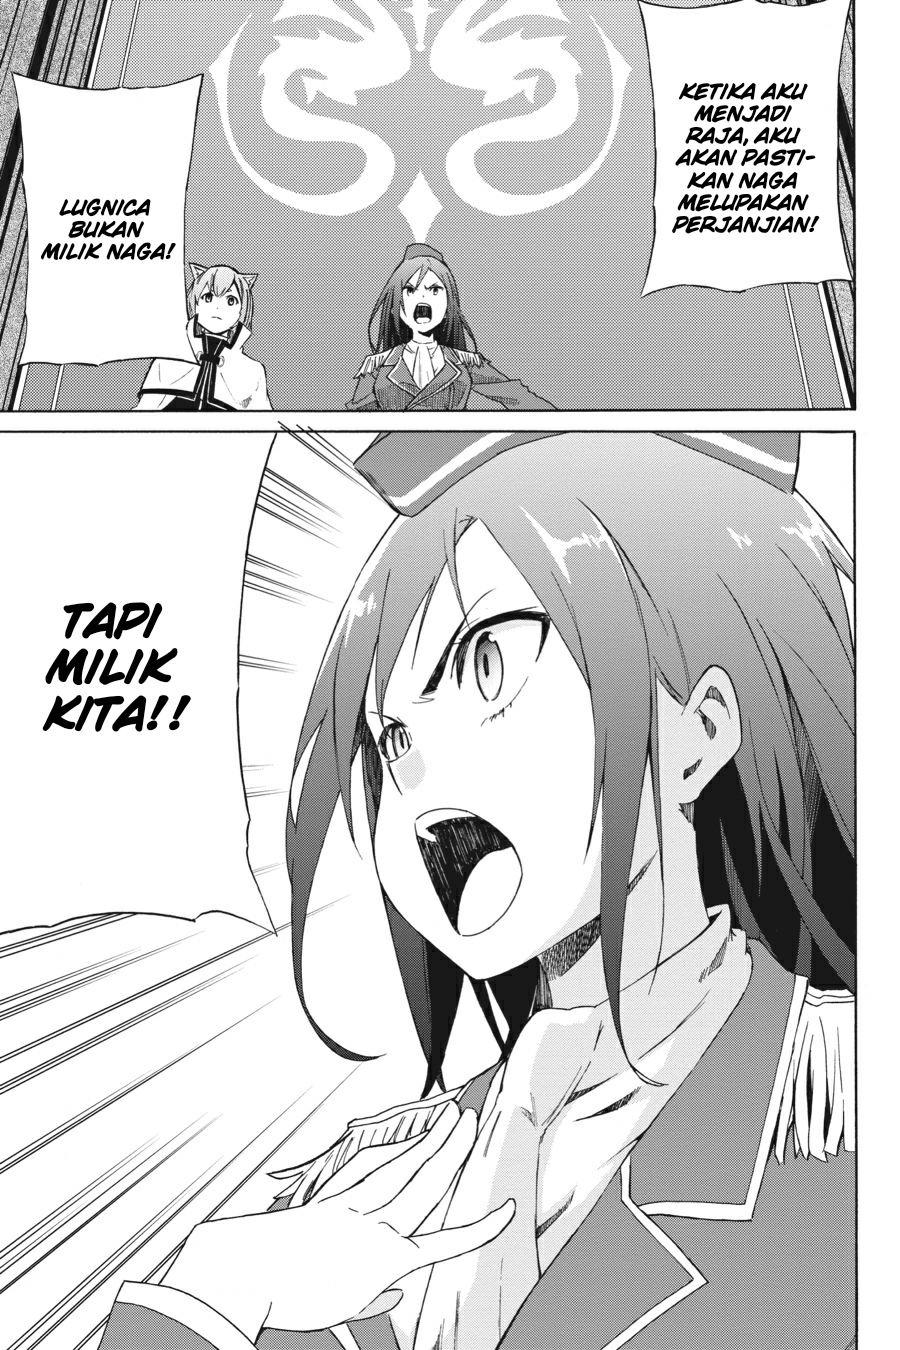 KETIKA AKU
MENJADI
RAJA, AKU
AKAN PASTI-
KAN NAGA
MELUPAKAN
PERJANJIAN!
LUGNICA
BUKAN
MILIK NAGA!
TAPI
MILIK
KITA!!